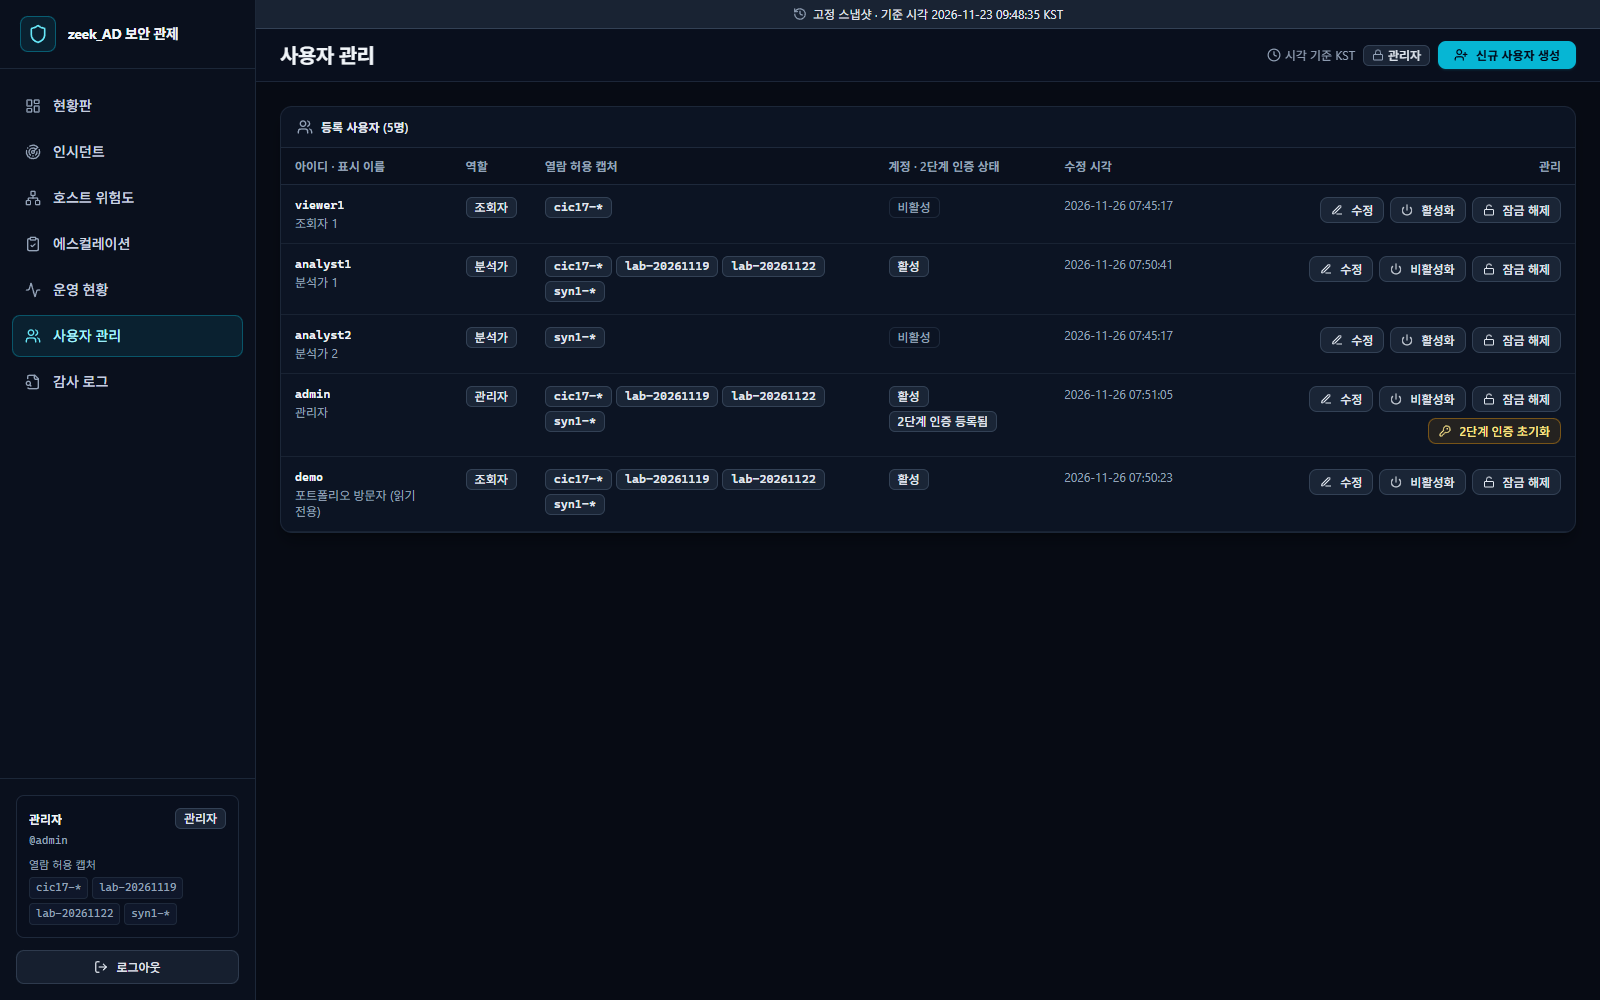 고정 스냅샷 · 기준 시각 2026-11-23 09:48:35 KST
zeek_AD 보안 관제
사용자 관리
시각 기준 KST
관리자
신규 사용자 생성
현황판
인시던트
호스트 위험도
에스컬레이션
운영 현황
사용자 관리
감사 로그
등록 사용자 (5명)
아이디 · 표시 이름 역할 열람 허용 캡처 계정 · 2단계 인증 상태 수정 시각 관리
viewer1 조회자 cic17-* 비활성 2026-11-26 07:45:17 수정 활성화 잠금 해제
조회자 1
analyst1 분석가 cic17-* lab-20261119 lab-20261122 활성 2026-11-26 07:50:41 수정 비활성화 잠금 해제
분석가 1 syn1-*
analyst2 분석가 syn1-* 비활성 2026-11-26 07:45:17 수정 활성화 잠금 해제
분석가 2
admin 관리자 cic17-* lab-20261119 lab-20261122 활성 2026-11-26 07:51:05 수정 비활성화 잠금 해제
관리자 syn1-* 2단계 인증 등록됨 2단계 인증 초기화
demo 조회자 cic17-* lab-20261119 lab-20261122 활성 2026-11-26 07:50:23 수정 비활성화 잠금 해제
포트폴리오 방문자 (읽기 syn1-*
전용)
관리자 관리자
@admin
열람 허용 캡처
cic17-* lab-20261119
lab-20261122 syn1-*
로그아웃